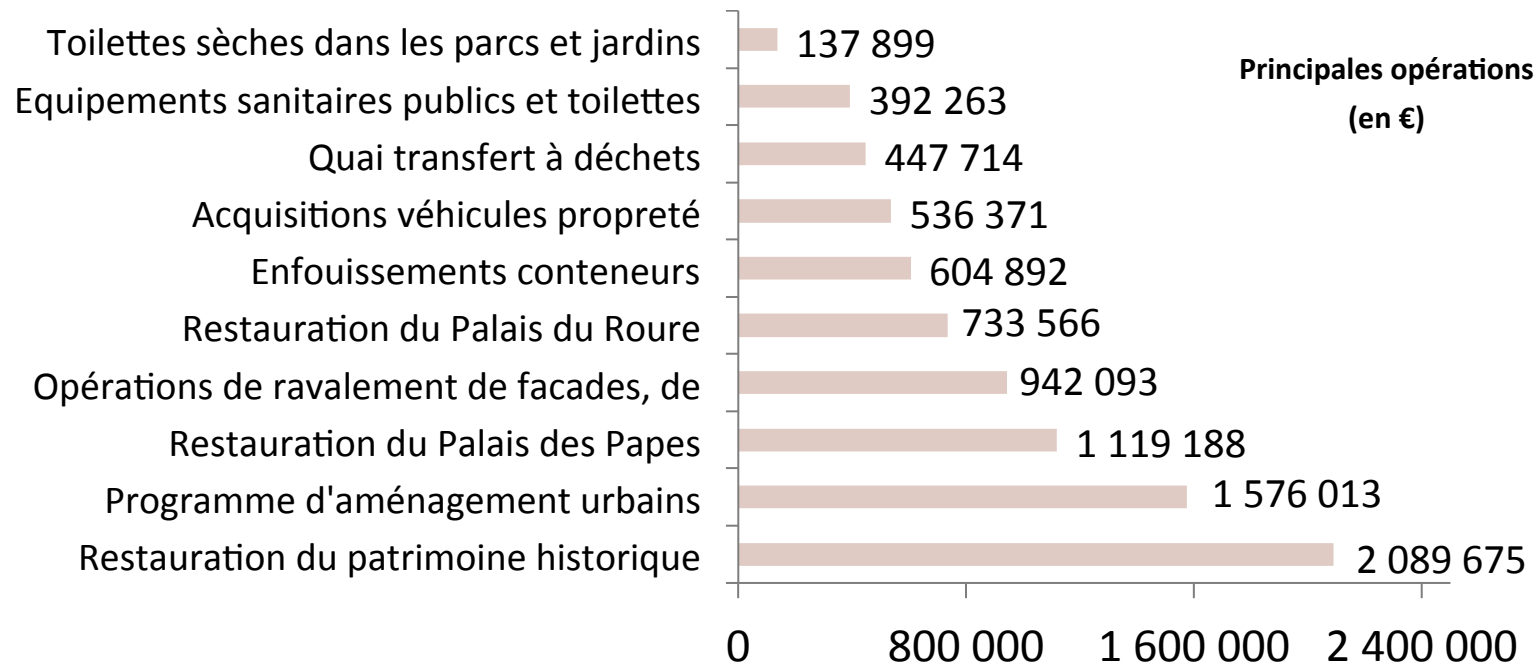 Principales opérations
(en €)
Toilettes sèches dans les parcs et jardins 137 899
Equipements sanitaires publics et toilettes 392 263
Quai transfert à déchets 447 714
Acquisitions véhicules propreté 536 371
Enfouissements conteneurs 604 892
Restauration du Palais du Roure 733 566
Opérations de ravalement de facades, de 942 093
Restauration du Palais des Papes 1 119 188
Programme d'aménagement urbains 1 576 013
Restauration du patrimoine historique 2 089 675
0 800 000 1 600 000 2 400 000